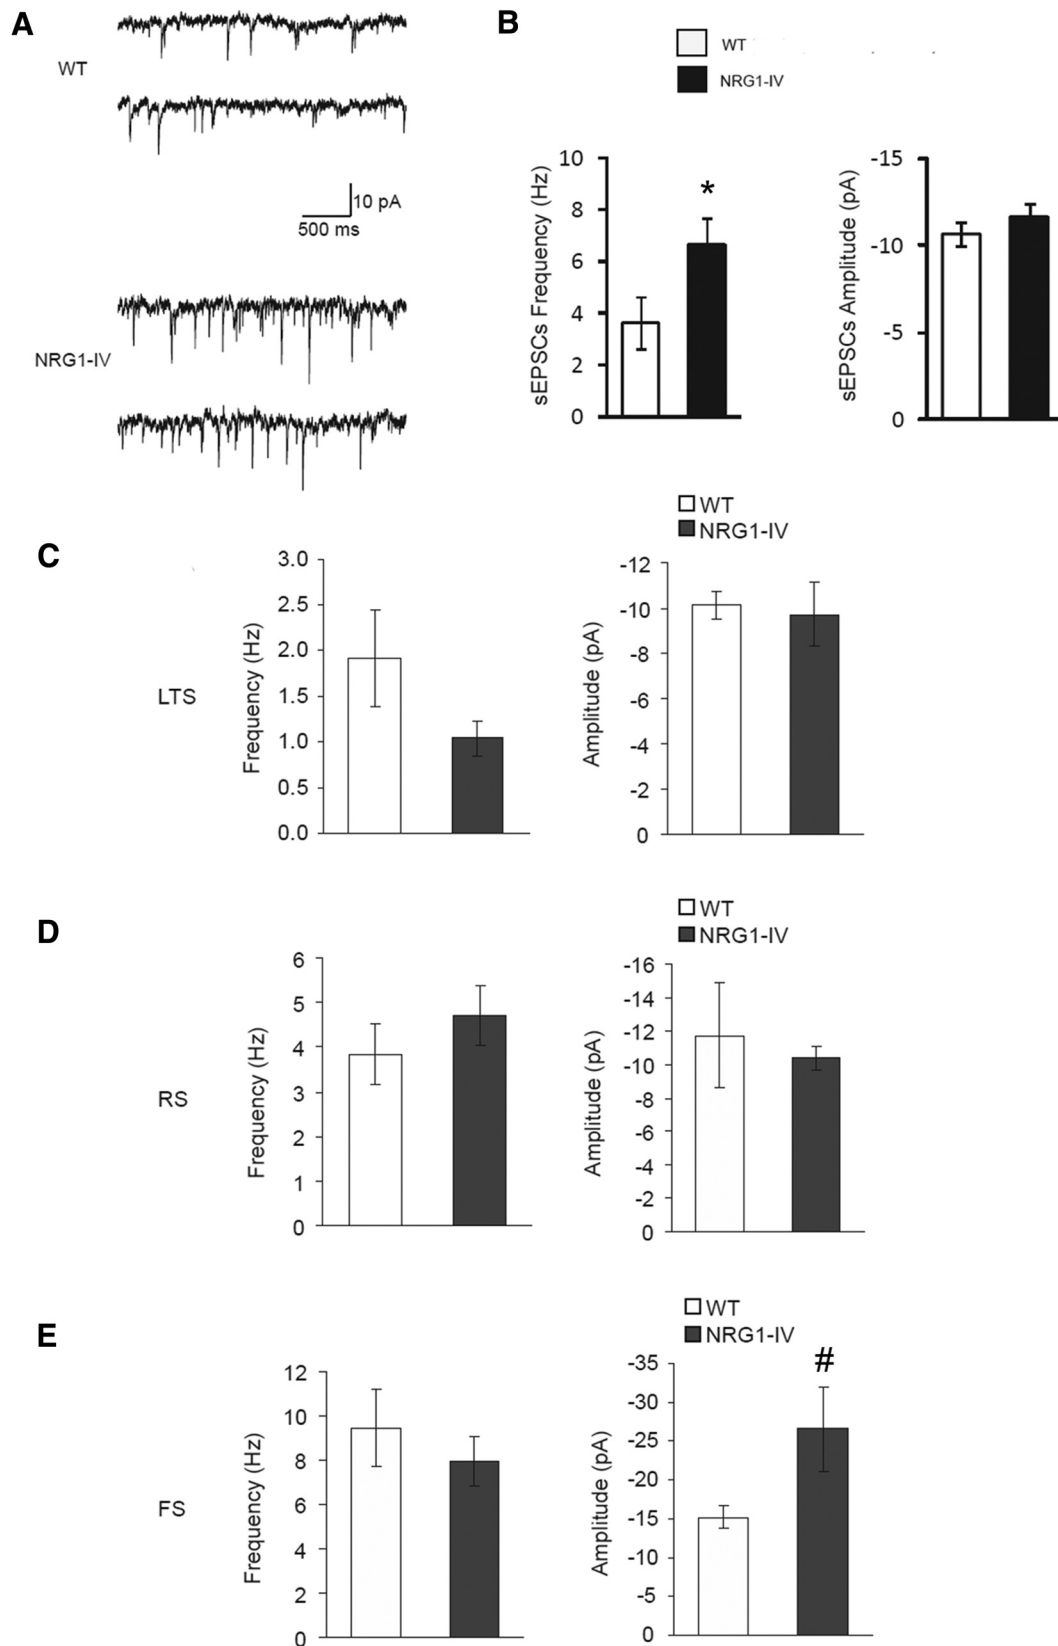 A
WT
10 pA
500 ms
NRG1-IV
B
WT
NRG1-IV
sEPSCs Frequency (Hz)
10
8
6
4
2
0
*
sEPSCs Amplitude (pA)
-15
-10
-5
0
C
LTS
Frequency (Hz)
3.0
2.5
2.0
1.5
1.0
0.5
0.0
WT
NRG1-IV
Amplitude (pA)
-12
-10
-8
-6
-4
-2
0
D
RS
Frequency (Hz)
6
5
4
3
2
1
0
WT
NRG1-IV
Amplitude (pA)
-16
-14
-12
-10
-8
-6
-4
-2
0
E
FS
Frequency (Hz)
12
10
8
6
4
2
0
WT
NRG1-IV
#
Amplitude (pA)
-35
-30
-25
-20
-15
-10
-5
0